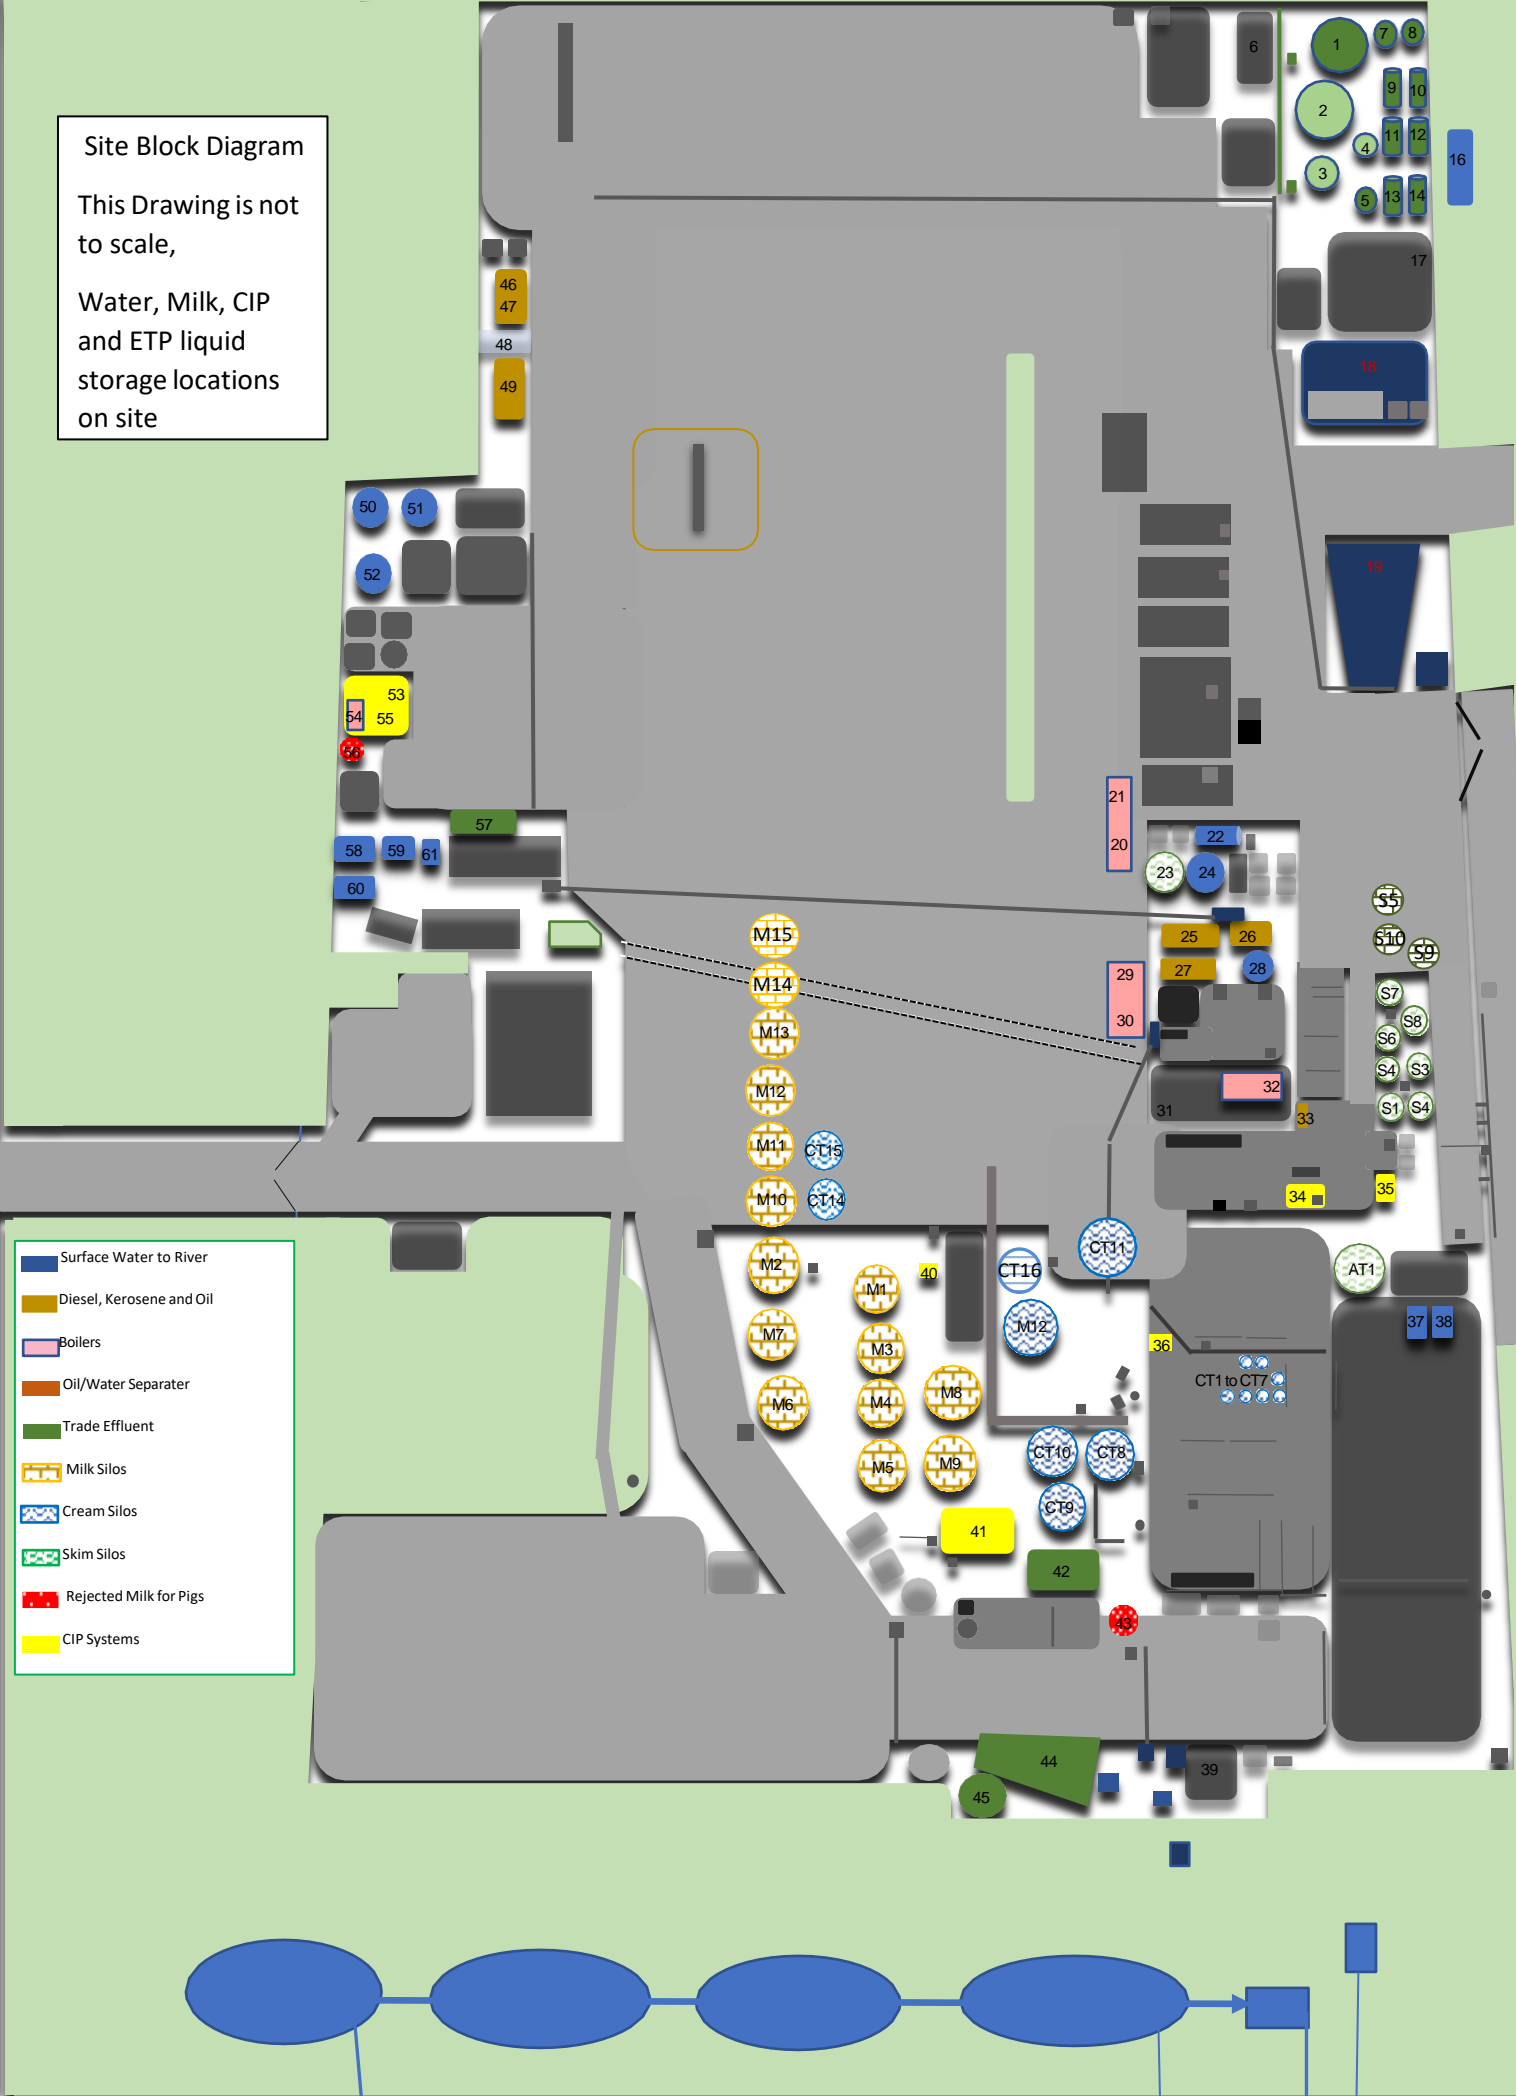 Site Block Diagram
This Drawing is not
to scale,
Water, Milk, CIP
and ETP liquid
storage locations
on site
1
7
8
6
2
9
10
4
11
12
16
3
5
13
14
17
18
19
46
47
48
49
50
51
52
53
54
55
56
57
58
59
61
60
21
20
22
23
24
25
26
27
28
29
30
31
32
33
34
35
S5
S10
S9
S7
S8
S6
S4
S3
S1
S4
M15
M14
M13
M12
M11
CT15
M10
CT14
M2
M1
40
CT16
CT11
M7
M3
M12
M6
M4
M8
M5
M9
CT10
CT8
CT9
36
CT1 to CT7
AT1
37
38
41
42
43
44
45
39
Surface Water to River
Diesel, Kerosene and Oil
Boilers
Oil/Water Separater
Trade Effluent
Milk Silos
Cream Silos
Skim Silos
Rejected Milk for Pigs
CIP Systems